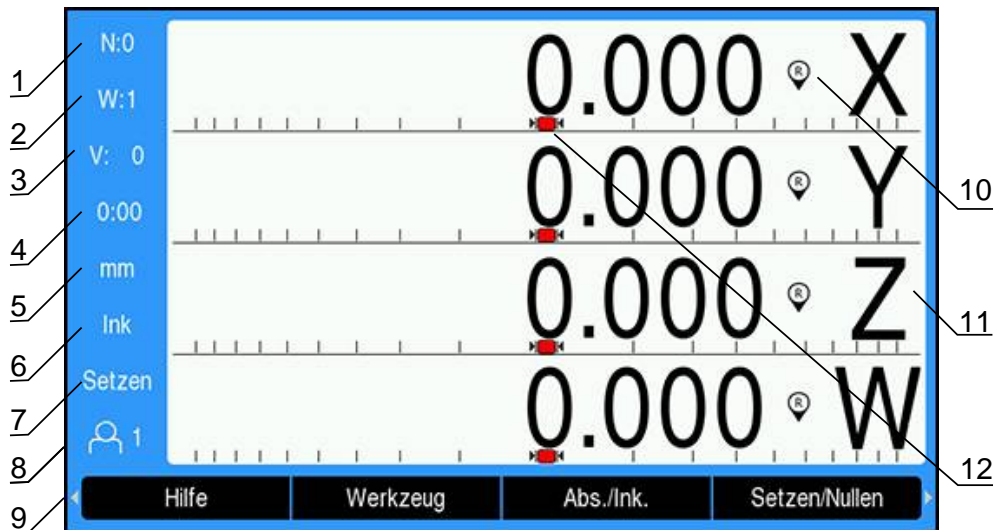 N:0
W:1
V: 0
0:00
mm
Ink
Setzen
1
0.000 R X
0.000 R Y
0.000 R Z
0.000 R W
Hilfe Werkzeug Abs./Ink. Setzen/Nullen
1
2
3
4
5
6
7
8
9
10
11
12